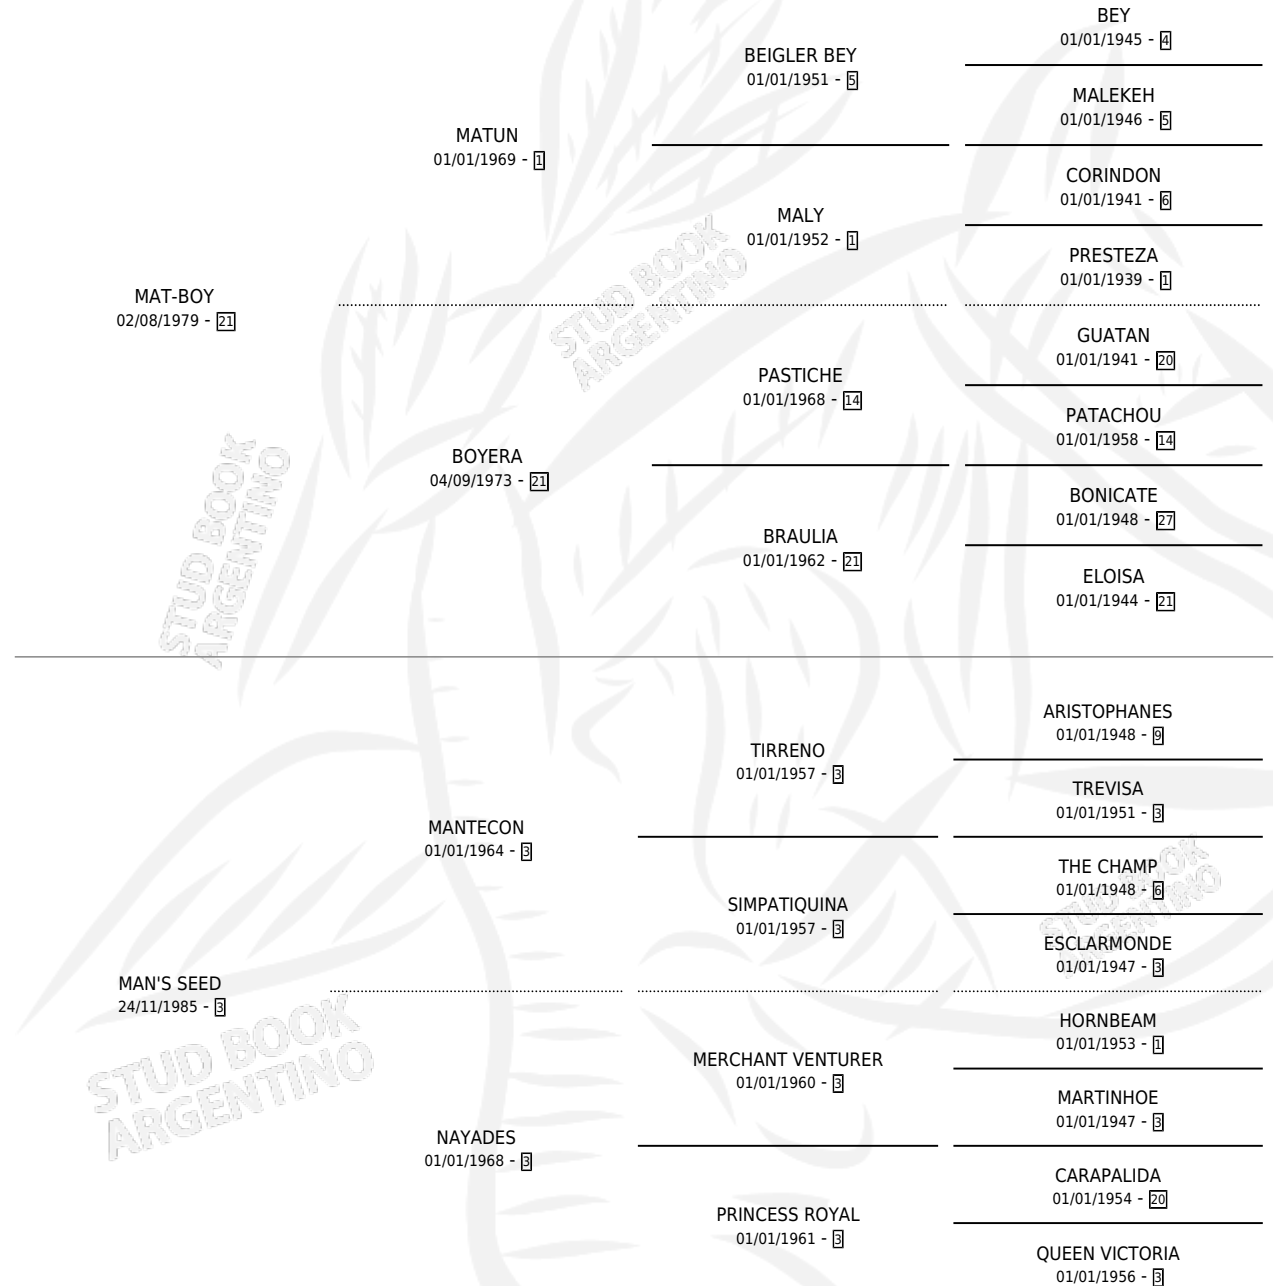 BEY
01/01/1945 - 4
BEIGLER BEY
01/01/1951 - 5
MALEKEH
01/01/1946 - 5
MATUN
01/01/1969 - 1
CORINDON
01/01/1941 - 6
MALY
01/01/1952 - 1
PRESTEZA
01/01/1939 - 1
MAT-BOY
02/08/1979 - 21
GUATAN
01/01/1941 - 20
PASTICHE
01/01/1968 - 14
PATACHOU
01/01/1958 - 14
BOYERA
04/09/1973 - 21
BONICATE
01/01/1948 - 27
BRAULIA
01/01/1962 - 21
ELOISA
01/01/1944 - 21
ARISTOPHANES
01/01/1948 - 9
TIRRENO
01/01/1957 - 3
TREVISA
01/01/1951 - 3
MANTECON
01/01/1964 - 3
THE CHAMP
01/01/1948 - 6
SIMPATIQUINA
01/01/1957 - 3
ESCLARMONDE
01/01/1947 - 3
MAN'S SEED
24/11/1985 - 3
HORNBEAM
01/01/1953 - 1
MERCHANT VENTURER
01/01/1960 - 3
MARTINHOE
01/01/1947 - 3
NAYADES
01/01/1968 - 3
CARAPALIDA
01/01/1954 - 20
PRINCESS ROYAL
01/01/1961 - 3
QUEEN VICTORIA
01/01/1956 - 3
STUD BOOK
ARGENTINO
STUD BOOK
ARGENTINO
STUD BOOK
ARGENTINO
STUD BOOK
ARGENTINO